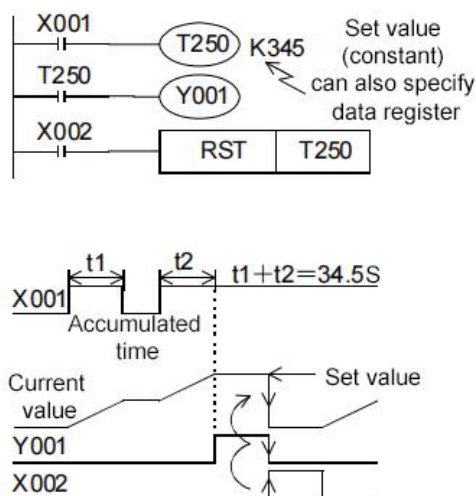 X001
T250 K345
Set value
(constant)
can also specify
data register
T250
Y001
X002
RST T250
t1 t2 t1+t2=34.5S
X001
Accumulated
time
Current
value
Set value
Y001
X002